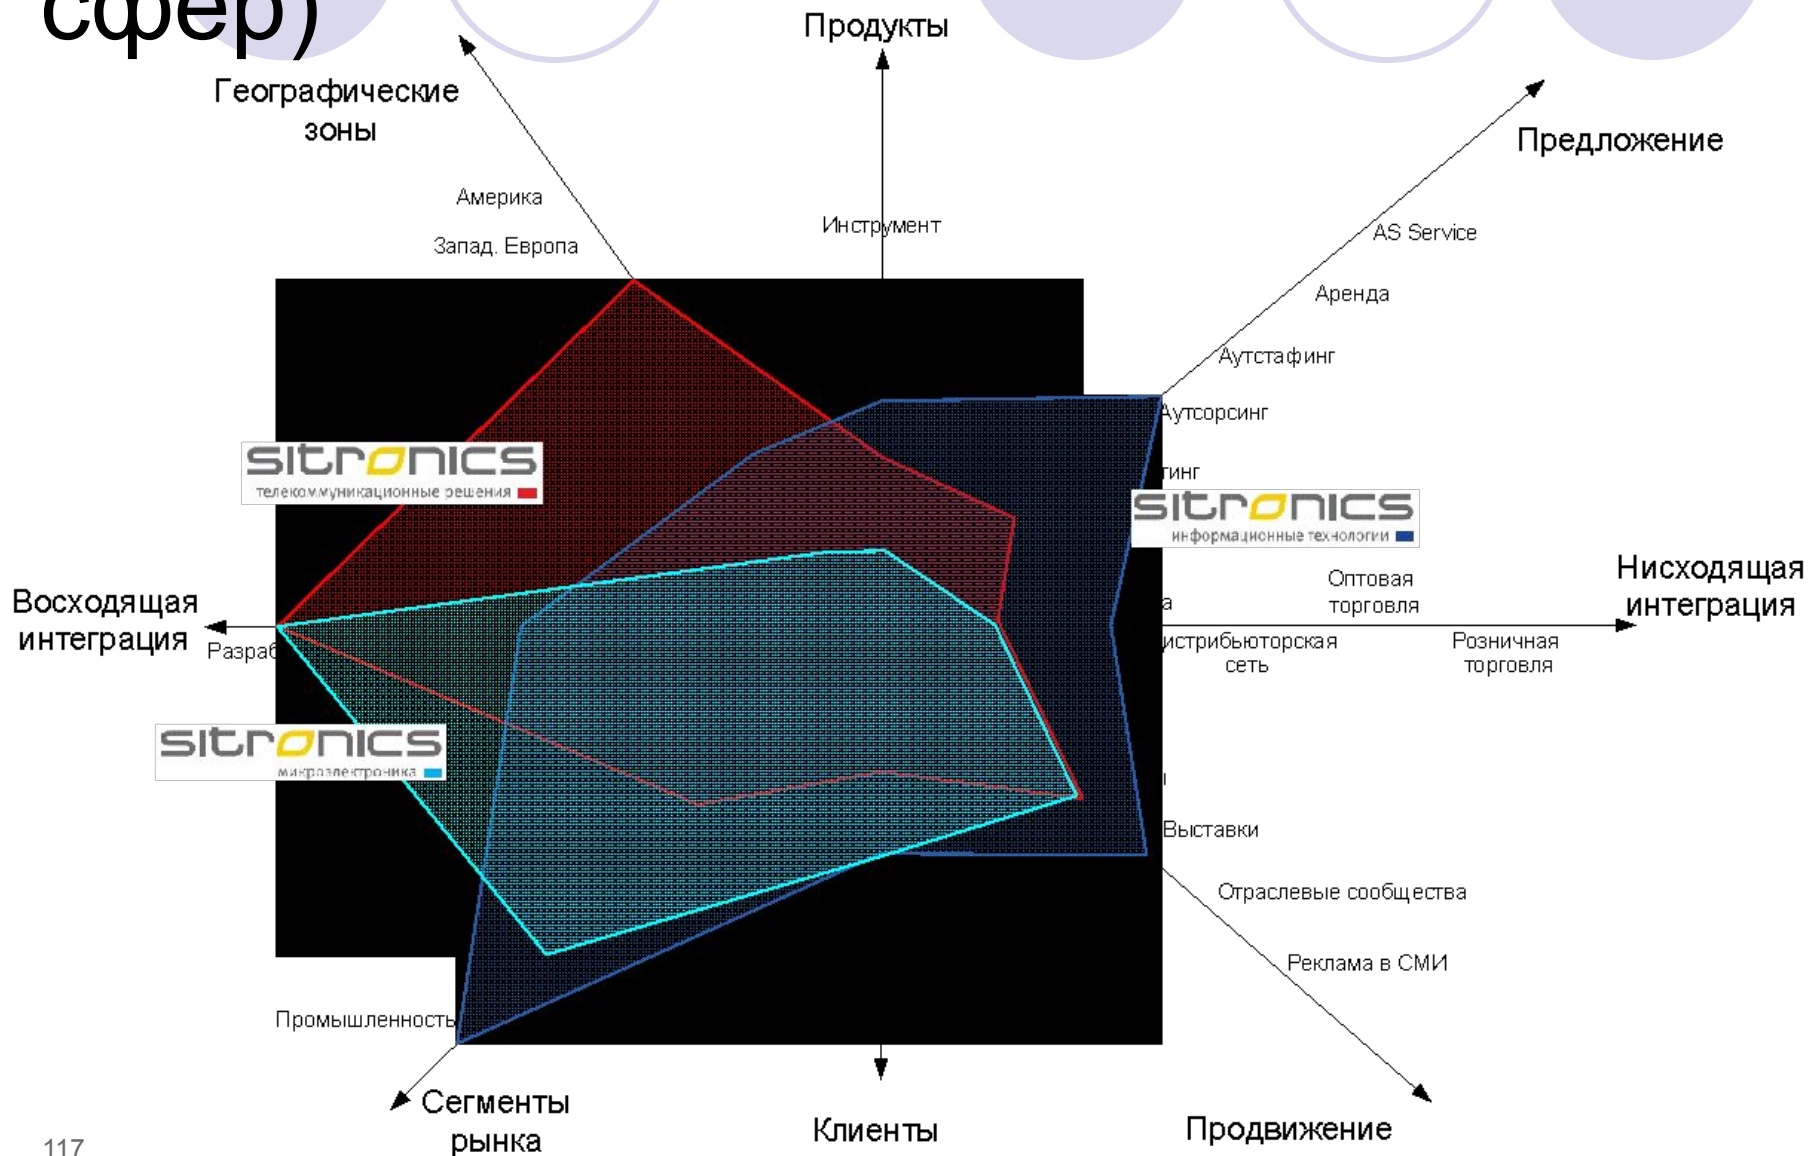 сфер)
Продукты
Географические
зоны
Предложение
Америка
Инструмент
AS Service
Запад. Европа
Аренда
Аутстафинг
Аутсорсинг
тинг
sitronics
телекоммуникационные решения
sitronics
информационные технологии
Нисходящая
интеграция
Оптовая
торговля
Восходящая
интеграция
а
Разраб
истрибьюторская
сеть
Розничная
торговля
sitronics
микроэлектроника
Выставки
Отраслевые сообщества
Реклама в СМИ
Промышленность
Сегменты
рынка
Клиенты
Продвижение
117